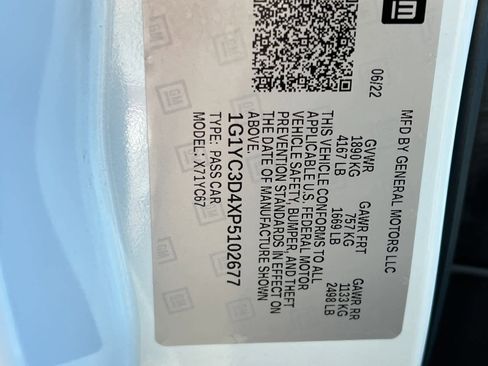 GM
MFD BY GENERAL MOTORS LLC
06/22
GVWR GAWR FRT GAWR RR
1890 KG 757 KG 1133 KG
4167 LB 1669 LB 2498 LB
THIS VEHICLE CONFORMS TO ALL
APPLICABLE U.S. FEDERAL MOTOR
VEHICLE SAFETY, BUMPER, AND THEFT
PREVENTION STANDARDS IN EFFECT ON
THE DATE OF MANUFACTURE SHOWN
ABOVE.
1G1YC3D4XP5102677
TYPE: PASS CAR
MODEL: X71YC67